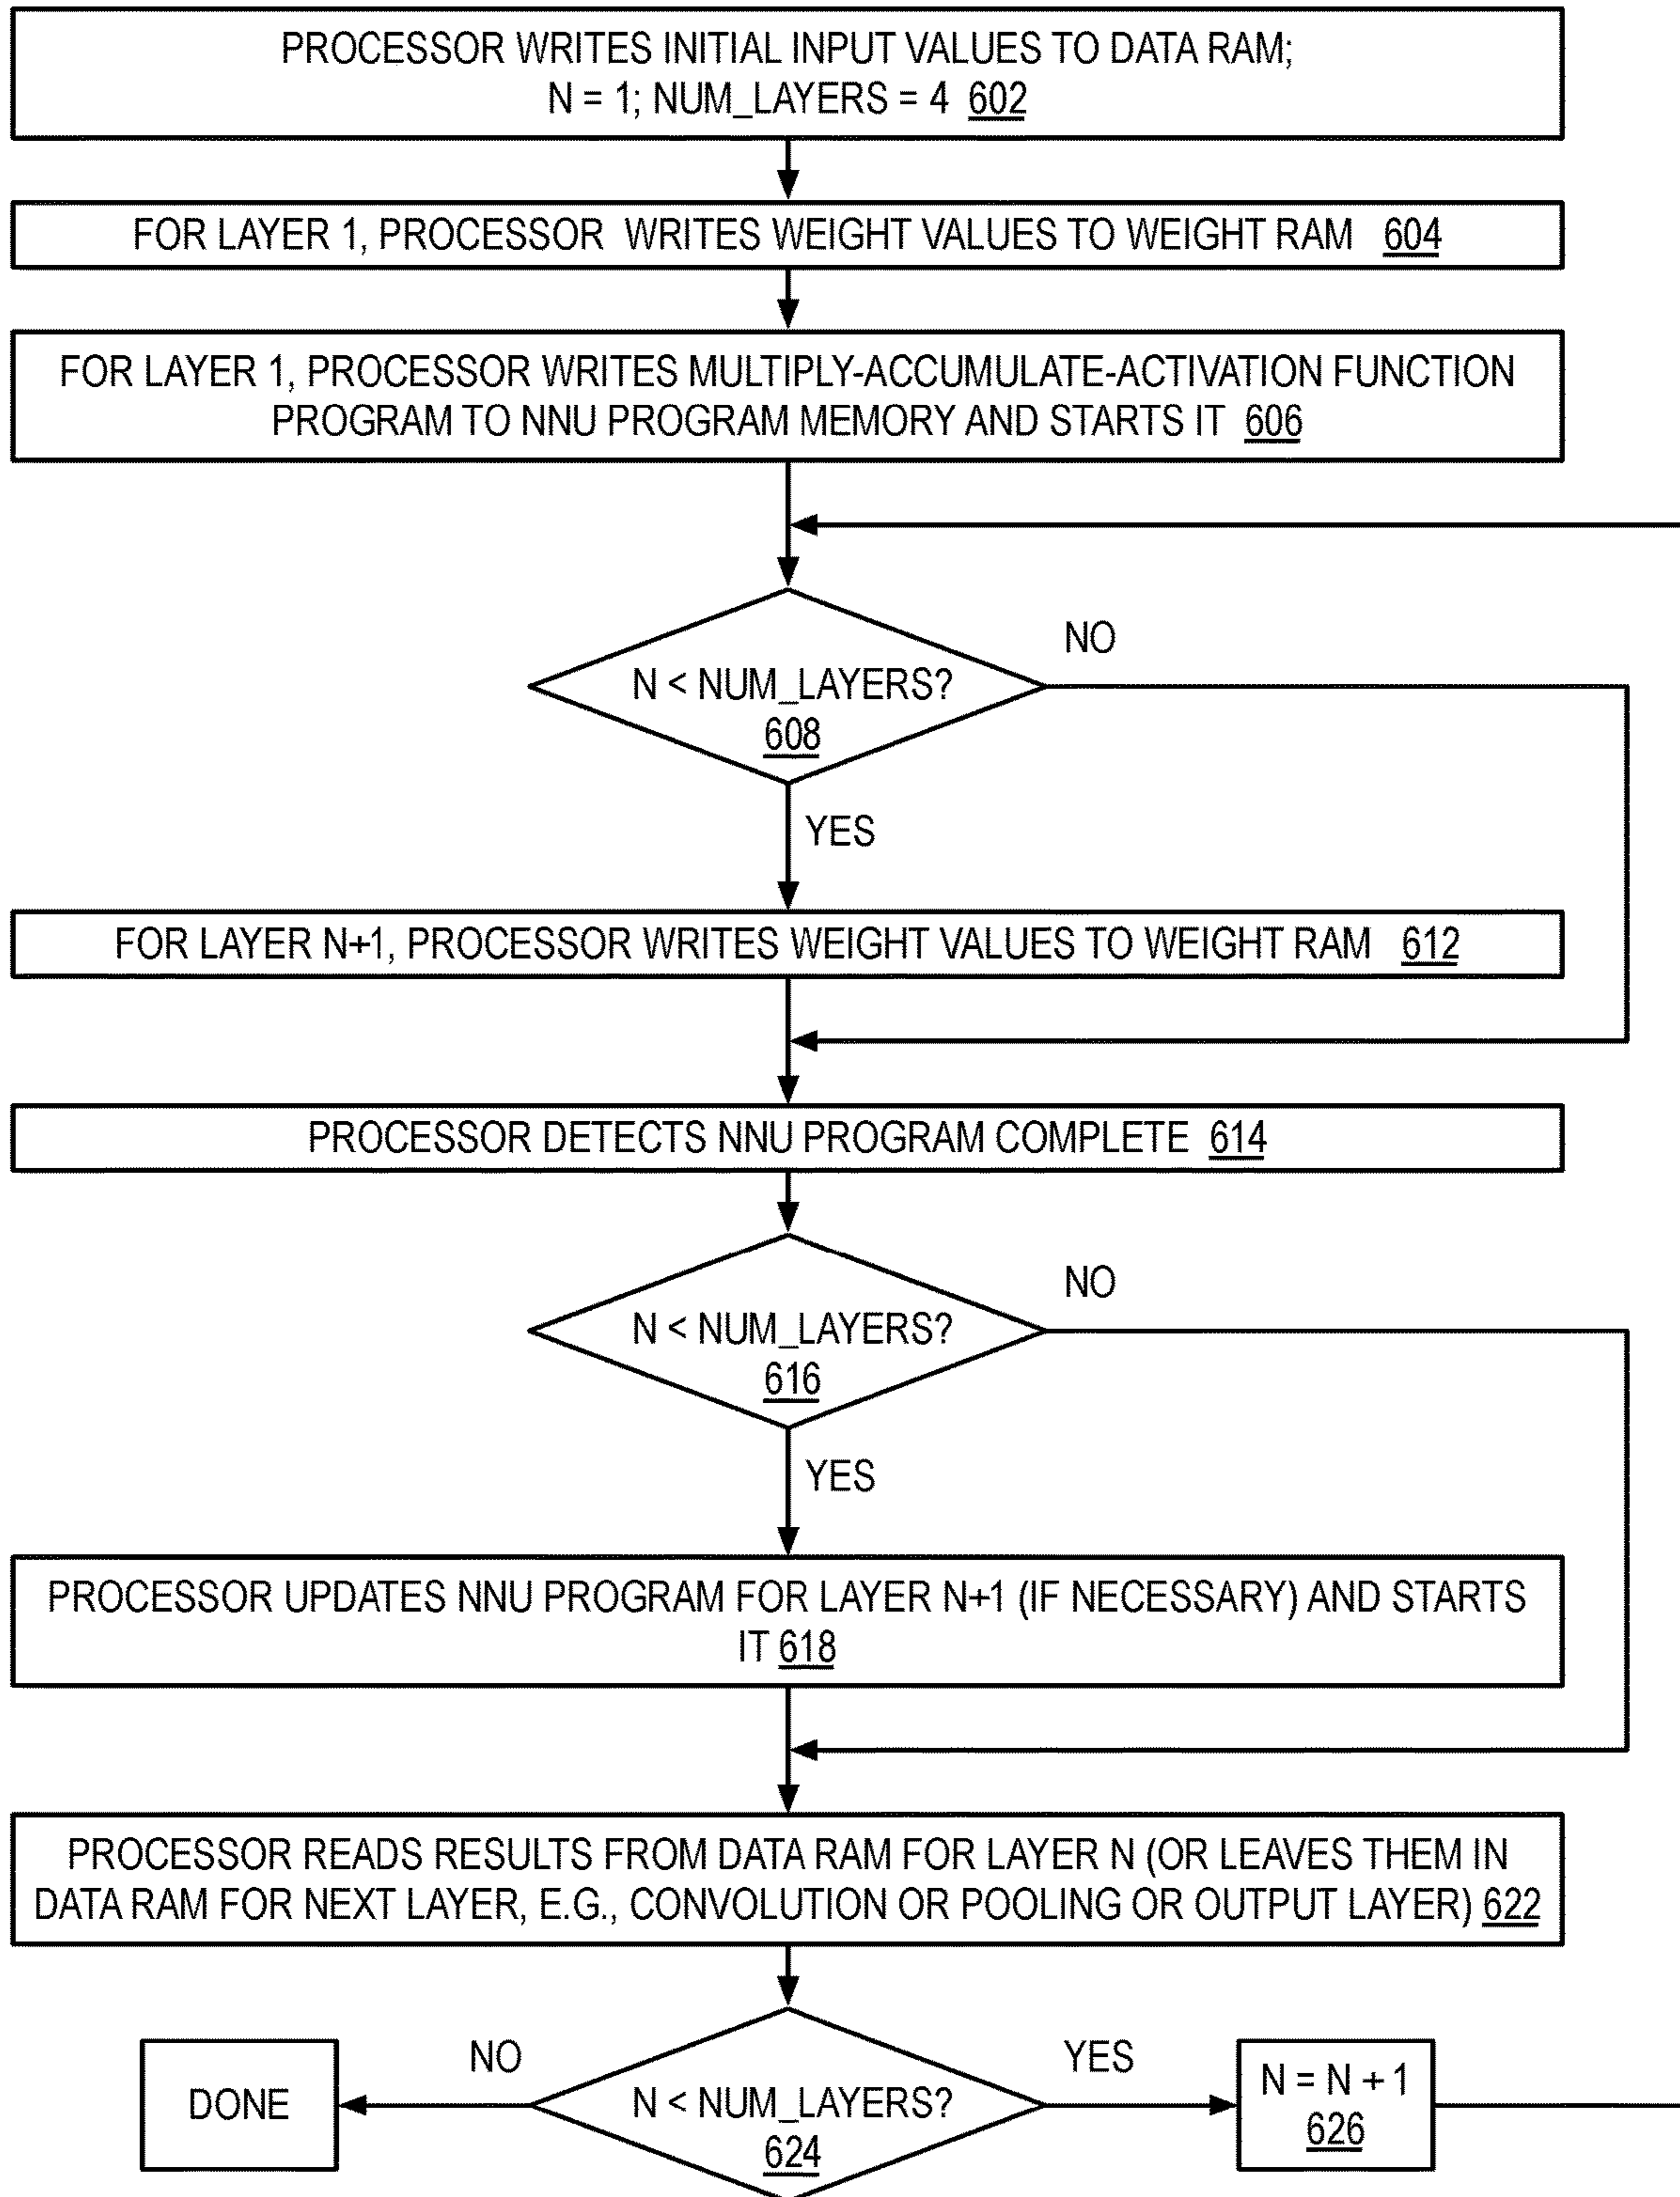 PROCESSOR WRITES INITIAL INPUT VALUES TO DATA RAM;
N = 1; NUM_LAYERS = 4 602
FOR LAYER 1, PROCESSOR WRITES WEIGHT VALUES TO WEIGHT RAM 604
FOR LAYER 1, PROCESSOR WRITES MULTIPLY-ACCUMULATE-ACTIVATION FUNCTION
PROGRAM TO NNU PROGRAM MEMORY AND STARTS IT 606
NO
N < NUM_LAYERS?
608
YES
FOR LAYER N+1, PROCESSOR WRITES WEIGHT VALUES TO WEIGHT RAM 612
PROCESSOR DETECTS NNU PROGRAM COMPLETE 614
NO
N < NUM_LAYERS?
616
YES
PROCESSOR UPDATES NNU PROGRAM FOR LAYER N+1 (IF NECESSARY) AND STARTS
IT 618
PROCESSOR READS RESULTS FROM DATA RAM FOR LAYER N (OR LEAVES THEM IN
DATA RAM FOR NEXT LAYER, E.G., CONVOLUTION OR POOLING OR OUTPUT LAYER) 622
NO
YES
DONE
N < NUM_LAYERS?
624
N = N + 1
626